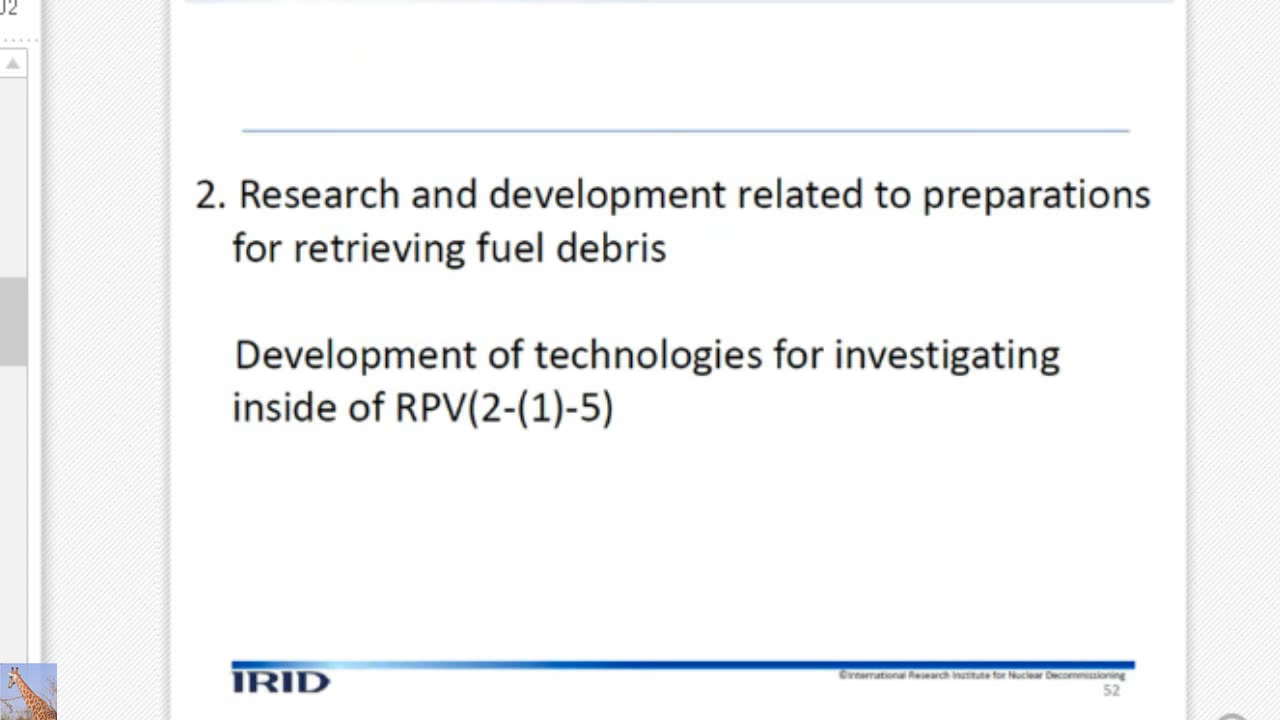 2. Research and development related to preparations
for retrieving fuel debris
Development of technologies for investigating
inside of RPV(2-(1)-5)
IRID
©International Research Institute for Nuclear Decommissioning
52